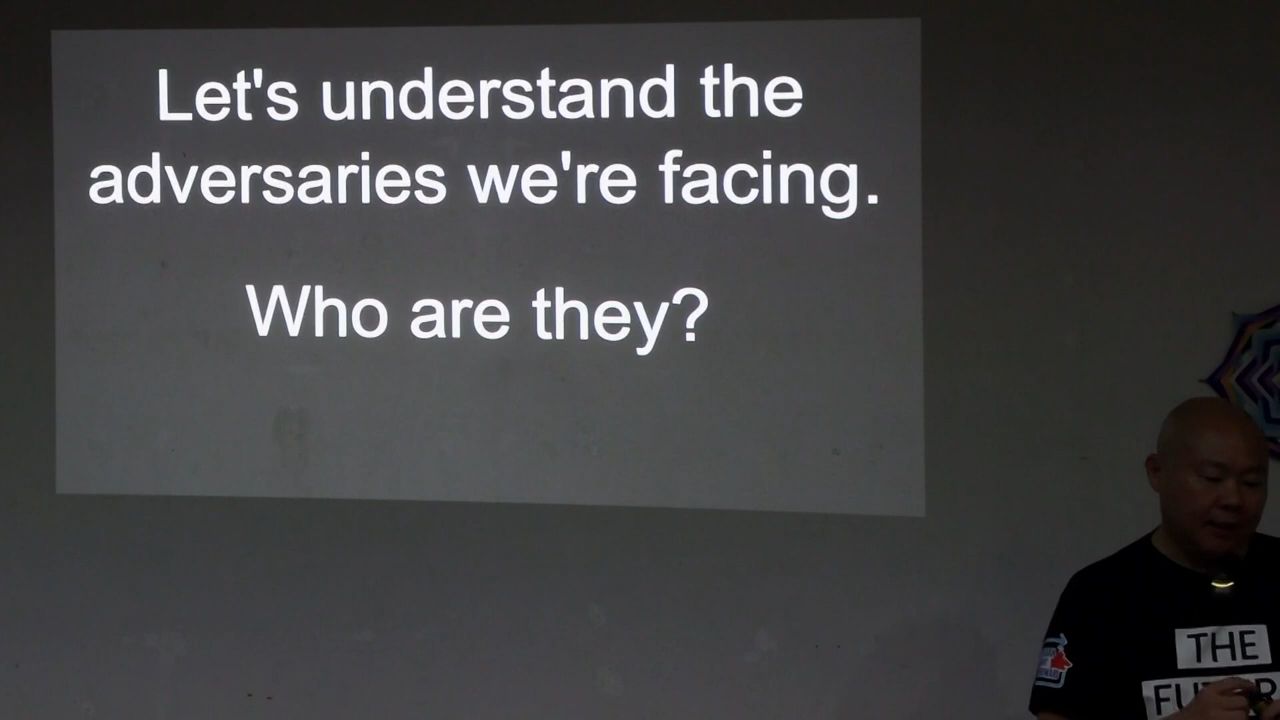 Let's understand the
adversaries we're facing.
Who are they?
THE